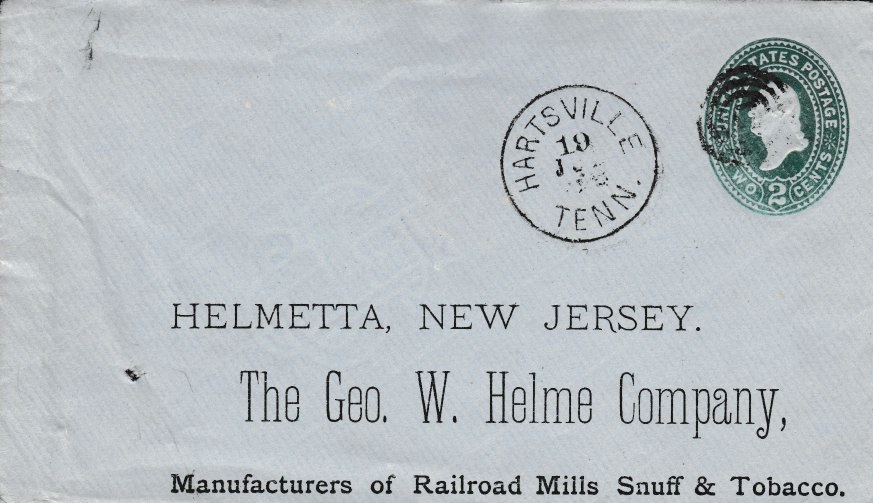 UNITED STATES POSTAGE
TWO 2 CENTS
HARTSVILLE
19
TENN.
HELMETTA, NEW JERSEY.
The Geo. W. Helme Company,
Manufacturers of Railroad Mills Snuff & Tobacco.